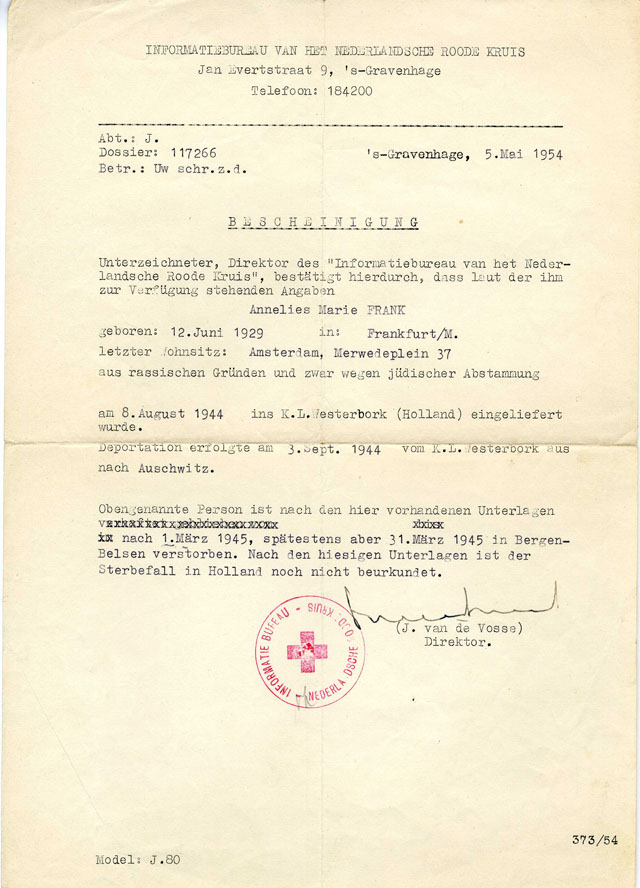 INFORMATIEBUREAU VAN HET NEDERLANDSCHE ROODE KRUIS
Jan Evertstraat 9, 's-Gravenhage
Telefoon: 184200
Abt.: J.
Dossier: 117266
's-Gravenhage, 5.Mai 1954
Betr.: Uw schr.z.d.
BESCHEINIGUNG
Unterzeichneter, Direktor des "Informatiebureau van het Neder-
landsche Roode Kruis", bestätigt hierdurch, dass laut der ihm
zur Verfügung stehenden Angaben
Annelies Marie FRANK
geboren: 12.Juni 1929 in: Frankfurt/M.
letzter Wohnsitz: Amsterdam, Merwedeplein 37
aus rassischen Gründen und zwar wegen jüdischer Abstammung
am 8.August 1944 ins K.L.Westerbork (Holland) eingeliefert
wurde.
Deportation erfolgte am 3.Sept. 1944 vom K.L.Westerbork aus
nach Auschwitz.
Obengenannte Person ist nach den hier vorhandenen Unterlagen
nach 1.März 1945, spätestens aber 31.März 1945 in Bergen-
Belsen verstorben. Nach den hiesigen Unterlagen ist der
Sterbefall in Holland noch nicht beurkundet.
(J. van de Vosse)
Direktor.
INFORMATIE BUREAU - NEDERLANDSCHE ROODE KRUIS -
373/54
Model: J.80